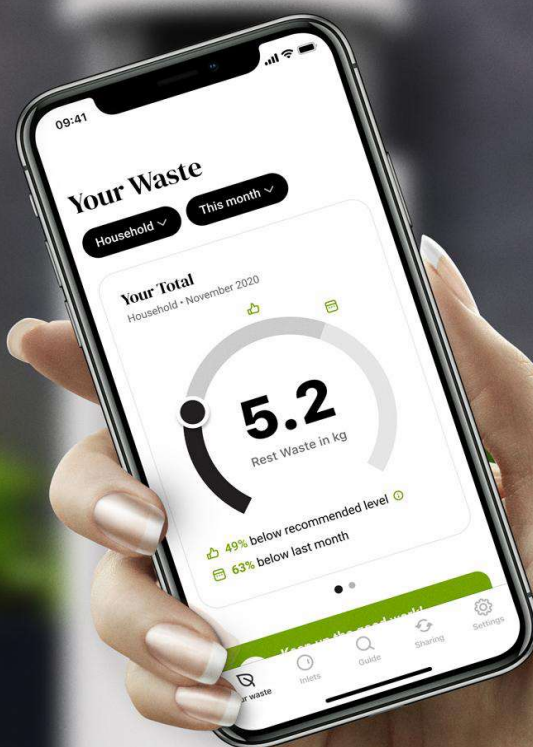 09:41
Your Waste
Household
This month
Your Total
Household • November 2020
5.2
Rest Waste in kg
49% below recommended level
63% below last month
waste
Inlets
Guide
Sharing
Settings